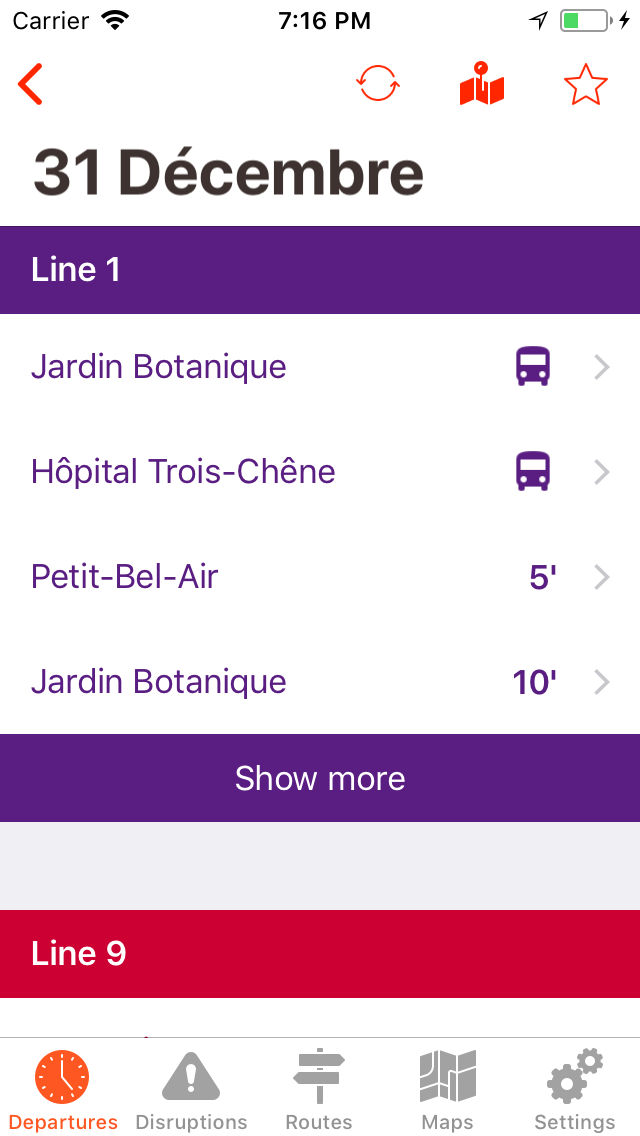 Carrier 7:16 PM
31 Décembre
Line 1
Jardin Botanique
Hôpital Trois-Chêne
Petit-Bel-Air 5'
Jardin Botanique 10'
Show more
Line 9
Departures Disruptions Routes Maps Settings